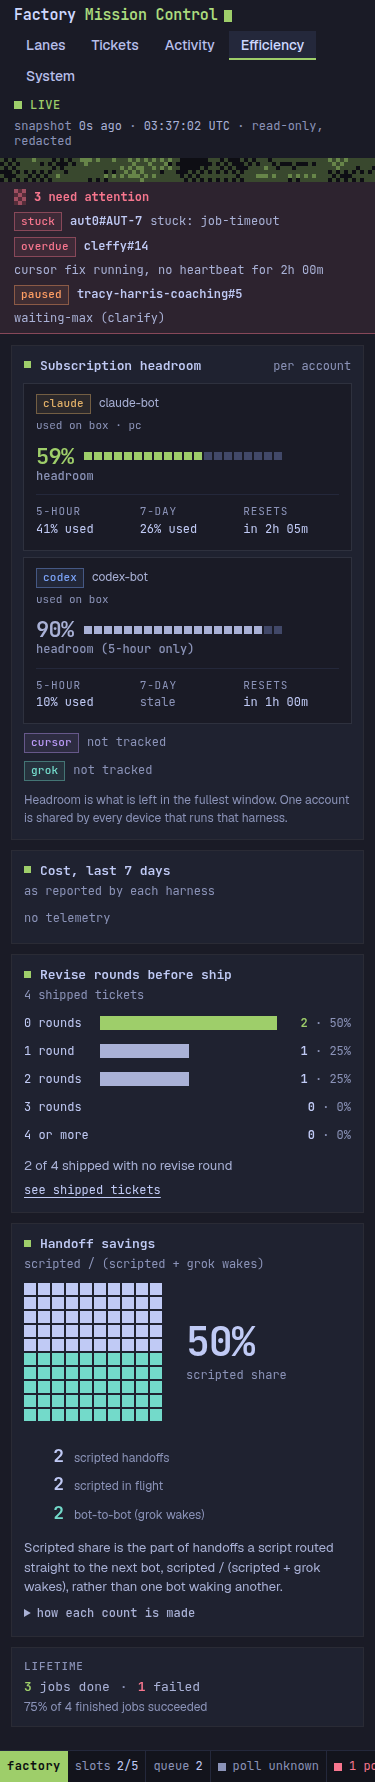 Factory Mission Control
Lanes Tickets Activity Efficiency
System
LIVE
snapshot 0s ago · 03:37:02 UTC · read-only,
redacted
3 need attention
stuck aut0#AUT-7 stuck: job-timeout
overdue cleffy#14
cursor fix running, no heartbeat for 2h 00m
paused tracy-harris-coaching#5
waiting-max (clarify)
Subscription headroom per account
claude claude-bot
used on box · pc
59%
headroom
5-HOUR 7-DAY RESETS
41% used 26% used in 2h 05m
codex codex-bot
used on box
90%
headroom (5-hour only)
5-HOUR 7-DAY RESETS
10% used stale in 1h 00m
cursor not tracked
grok not tracked
Headroom is what is left in the fullest window. One account
is shared by every device that runs that harness.
Cost, last 7 days
as reported by each harness
no telemetry
Revise rounds before ship
4 shipped tickets
0 rounds 2 · 50%
1 round 1 · 25%
2 rounds 1 · 25%
3 rounds 0 · 0%
4 or more 0 · 0%
2 of 4 shipped with no revise round
see shipped tickets
Handoff savings
scripted / (scripted + grok wakes)
50%
scripted share
2 scripted handoffs
2 scripted in flight
2 bot-to-bot (grok wakes)
Scripted share is the part of handoffs a script routed
straight to the next bot, scripted / (scripted + grok
wakes), rather than one bot waking another.
how each count is made
LIFETIME
3 jobs done · 1 failed
75% of 4 finished jobs succeeded
factory slots 2/5 queue 2 poll unknown 1 po